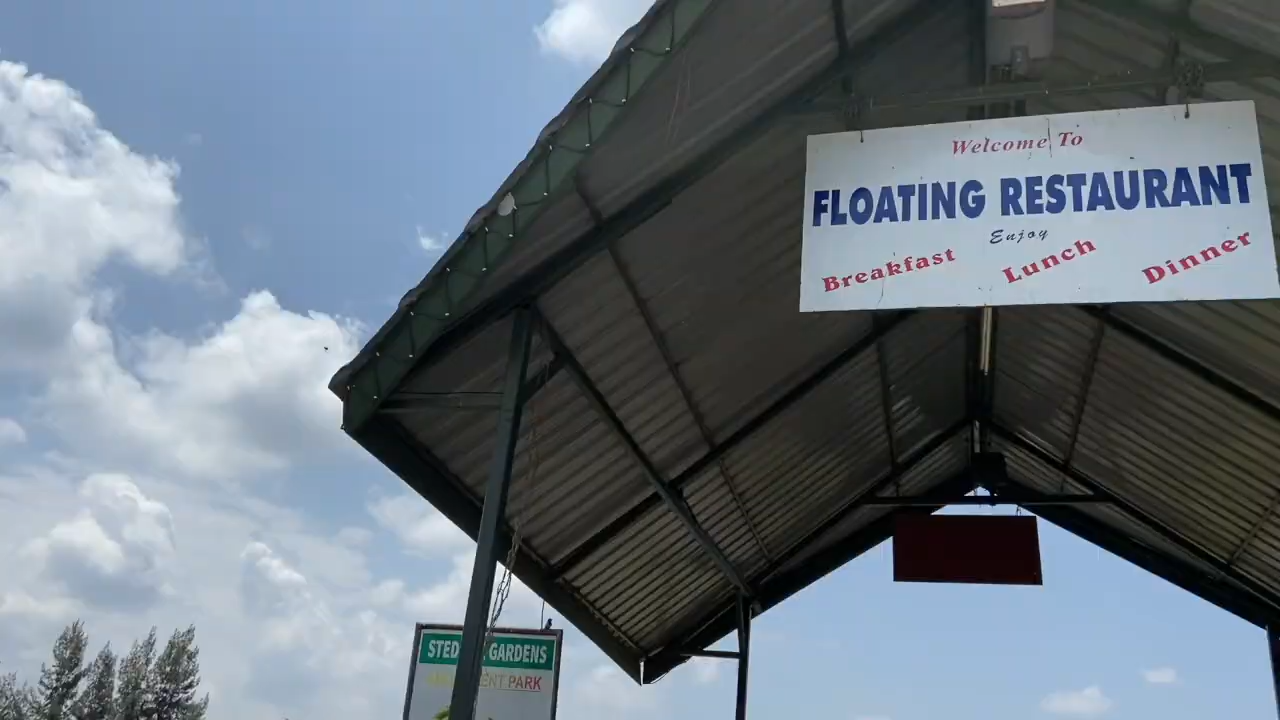 Welcome To
FLOATING RESTAURANT
Enjoy
Breakfast Lunch Dinner
GARDENS
PARK